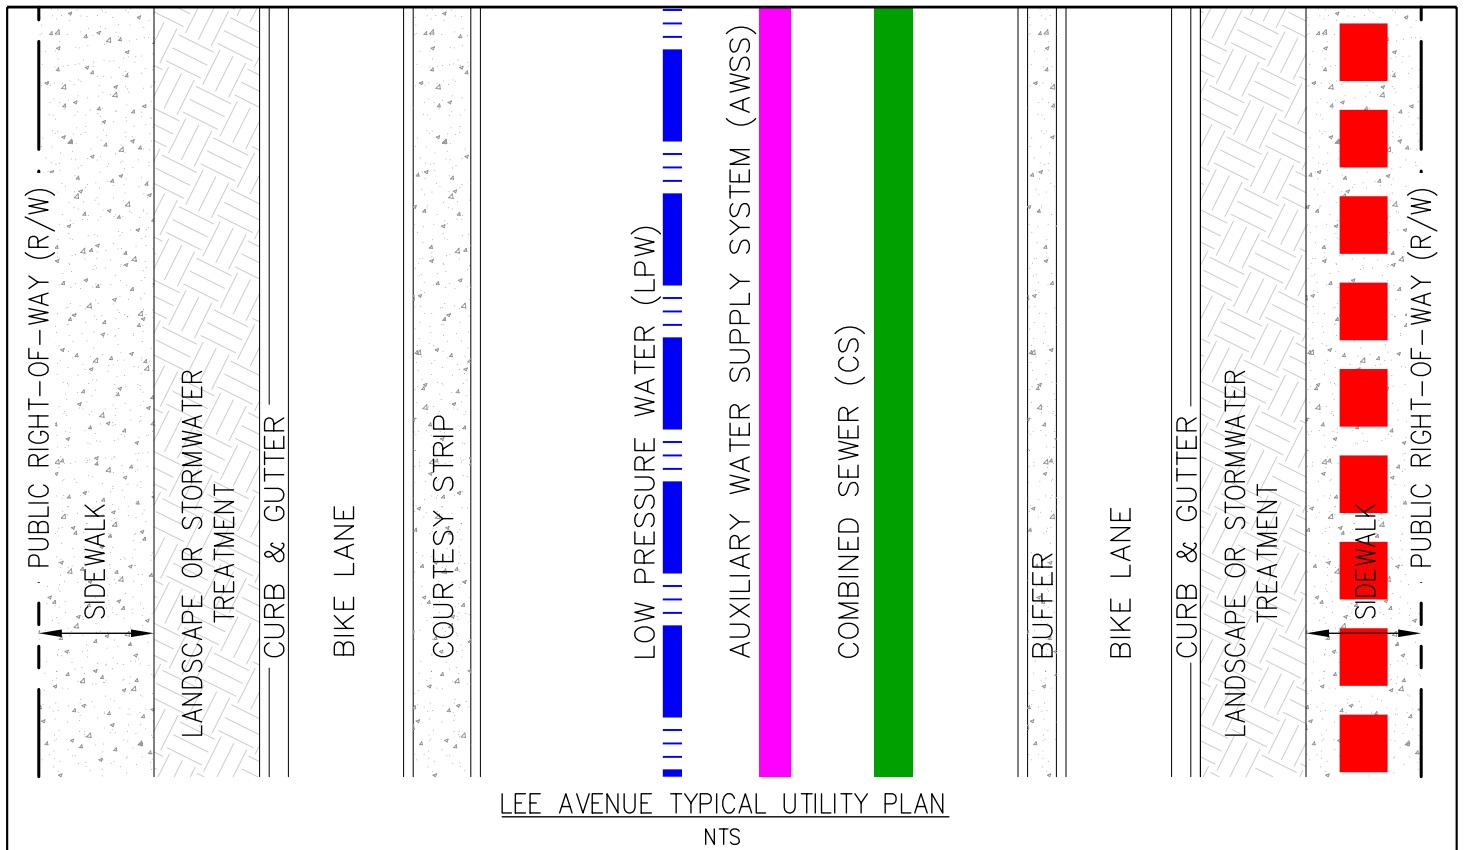 PUBLIC RIGHT-OF-WAY (R/W)
SIDEWALK
LANDSCAPE OR STORMWATER
TREATMENT
CURB & GUTTER
BIKE LANE
COURTESY STRIP
LOW PRESSURE WATER (LPW)
AUXILIARY WATER SUPPLY SYSTEM (AWSS)
COMBINED SEWER (CS)
BUFFER
BIKE LANE
CURB & GUTTER
LANDSCAPE OR STORMWATER
TREATMENT
SIDEWALK
PUBLIC RIGHT-OF-WAY (R/W)
LEE AVENUE TYPICAL UTILITY PLAN
NTS